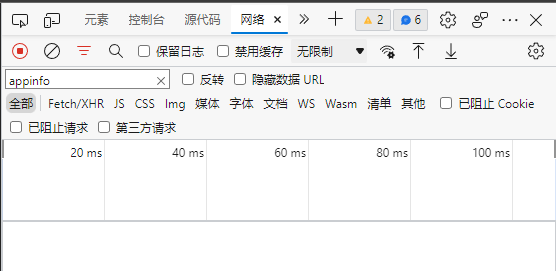 元素 控制台 源代码 网络 2 6
保留日志 禁用缓存 无限制
appinfo 反转 隐藏数据 URL
全部 Fetch/XHR JS CSS Img 媒体 字体 文档 WS Wasm 清单 其他 已阻止 Cookie
已阻止请求 第三方请求
20 ms 40 ms 60 ms 80 ms 100 ms